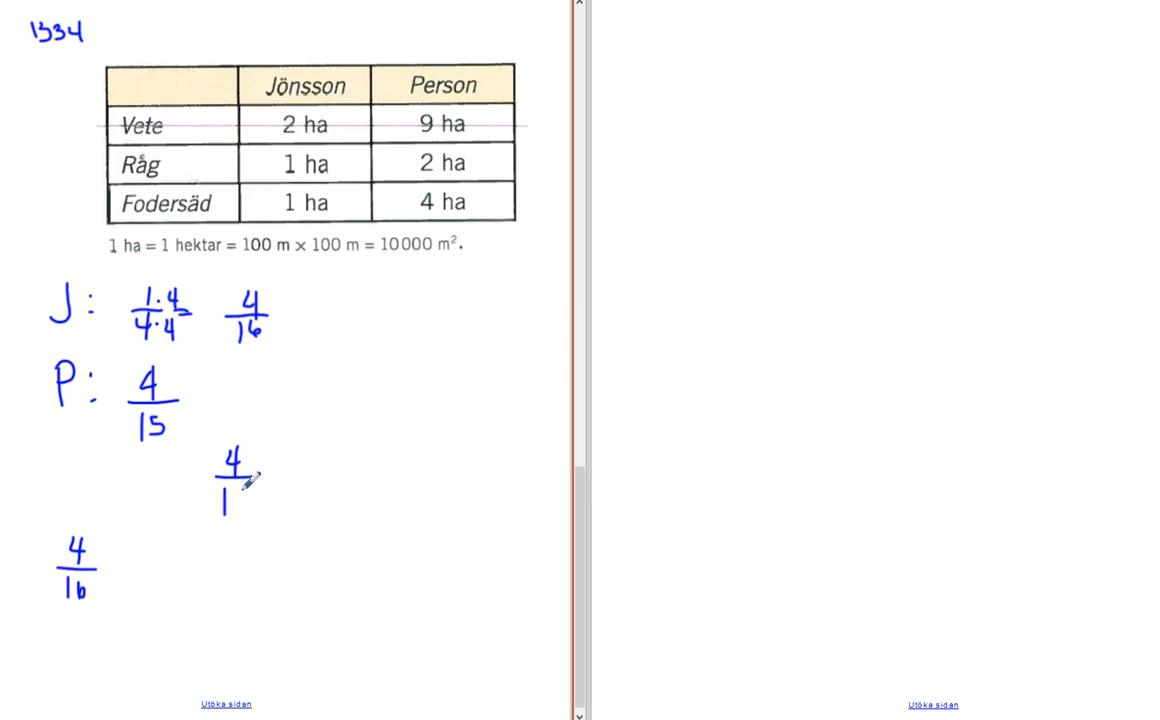 1334
Jönsson Person
Vete 2 ha 9 ha
Råg 1 ha 2 ha
Fodersäd 1 ha 4 ha
1 ha = 1 hektar = 100 m × 100 m = 10 000 m².
J: 1·4/4·4 = 4/16
P: 4/15
4/1
4/16
Utöka sidan Utöka sidan